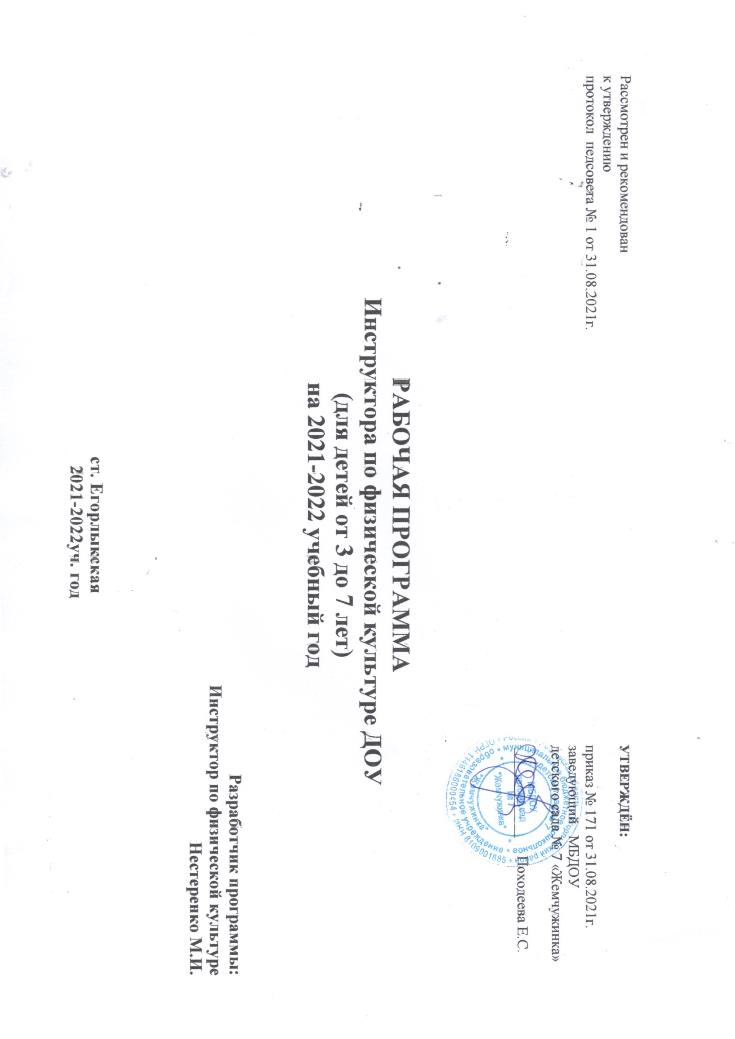 Рассмотрен и рекомендован
к утверждению
протокол педсовета № 1 от 31.08.2021г.
УТВЕРЖДЁН:
приказ № 171 от 31.08.2021г.
заведующий МБДОУ
детского сада № 7 «Жемчужинка»
Походеева Е.С.
РАБОЧАЯ ПРОГРАММА
Инструктора по физической культуре ДОУ
(для детей от 3 до 7 лет)
на 2021-2022 учебный год
Разработчик программы:
Инструктор по физической культуре
Нестеренко М.И.
ст. Егорлыкская
2021-2022уч. год